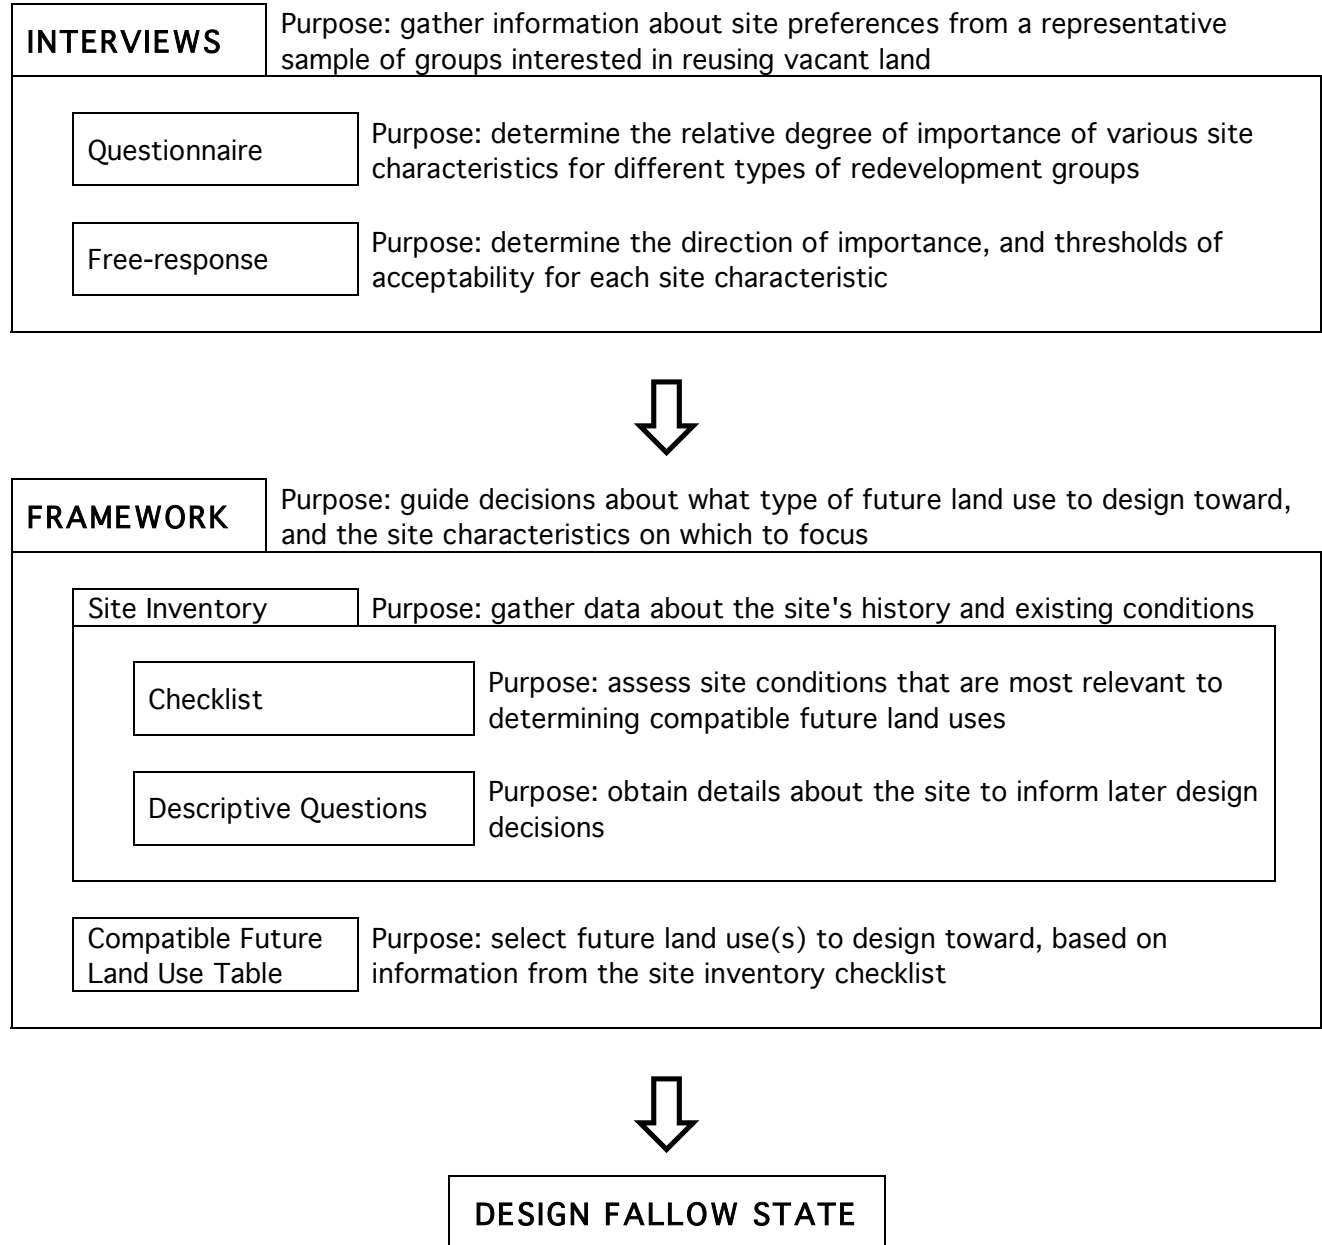 INTERVIEWS
Purpose: gather information about site preferences from a representative
sample of groups interested in reusing vacant land
Questionnaire
Purpose: determine the relative degree of importance of various site
characteristics for different types of redevelopment groups
Free-response
Purpose: determine the direction of importance, and thresholds of
acceptability for each site characteristic
FRAMEWORK
Purpose: guide decisions about what type of future land use to design toward,
and the site characteristics on which to focus
Site Inventory
Purpose: gather data about the site's history and existing conditions
Checklist
Purpose: assess site conditions that are most relevant to
determining compatible future land uses
Descriptive Questions
Purpose: obtain details about the site to inform later design
decisions
Compatible Future
Land Use Table
Purpose: select future land use(s) to design toward, based on
information from the site inventory checklist
DESIGN FALLOW STATE